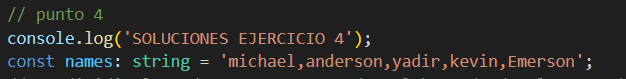 // punto 4
console.log('SOLUCIONES EJERCICIO 4');
const names: string = 'michael,anderson,yadir,kevin,Emerson';